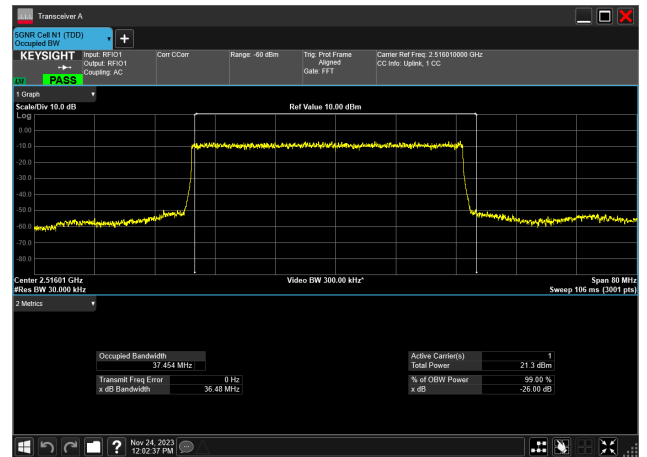 Transceiver A
5GNR Cell N1 (TDD)
Occupied BW
KEYSIGHT
Input: RFIO1
Output: RFIO1
Coupling: AC
Corr CCorr
Range: -60 dBm
Trig: Prot Frame
Aligned
Gate: FFT
Carrier Ref Freq: 2.516010000 GHz
CC Info: Uplink, 1 CC
LXI PASS
1 Graph
Scale/Div 10.0 dB
Ref Value 10.00 dBm
Log
0.00
-10.0
-20.0
-30.0
-40.0
-50.0
-60.0
-70.0
-80.0
Center 2.51601 GHz
Video BW 300.00 kHz*
Span 80 MHz
#Res BW 30.000 kHz
Sweep 106 ms (3001 pts)
2 Metrics
Occupied Bandwidth
37.454 MHz
Transmit Freq Error 0 Hz
x dB Bandwidth 36.48 MHz
Active Carrier(s) 1
Total Power 21.3 dBm
% of OBW Power 99.00 %
x dB -26.00 dB
Nov 24, 2023
12:02:37 PM